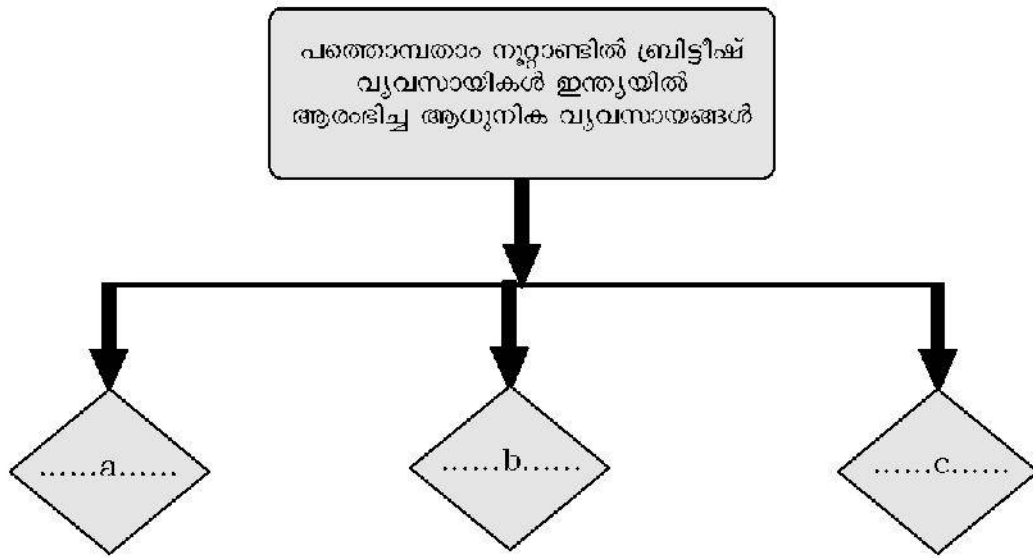 പത്തൊമ്പതാം നൂറ്റാണ്ടിൽ ബ്രിട്ടീഷ്
വ്യവസായികൾ ഇന്ത്യയിൽ
ആരംഭിച്ച ആധുനിക വ്യവസായങ്ങൾ
......a...... ......b...... ......c......